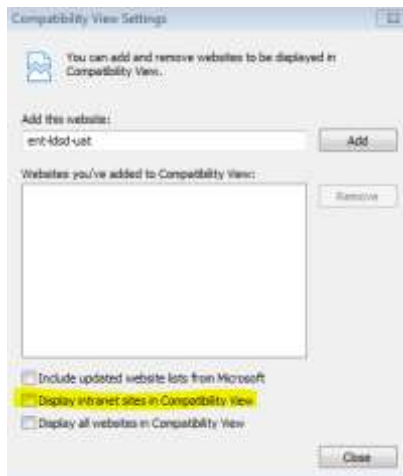 Compatibility View Settings
You can add and remove websites to be displayed in
Compatibility View.
Add this website:
ent-ldsd-uat
Add
Websites you've added to Compatibility View:
Remove
Include updated website lists from Microsoft
Display intranet sites in Compatibility View
Display all websites in Compatibility View
Close